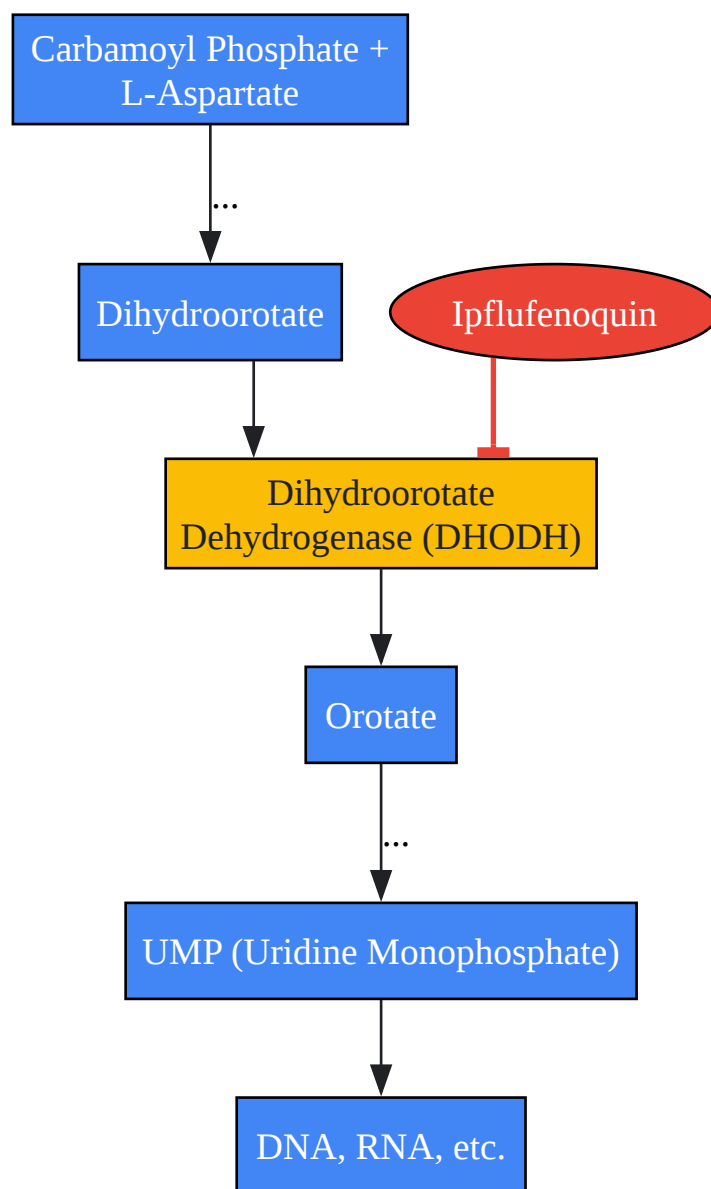 Carbamoyl Phosphate +
L-Aspartate
...
Dihydroorotate
Ipflufenoquin
Dihydroorotate
Dehydrogenase (DHODH)
Orotate
...
UMP (Uridine Monophosphate)
DNA, RNA, etc.